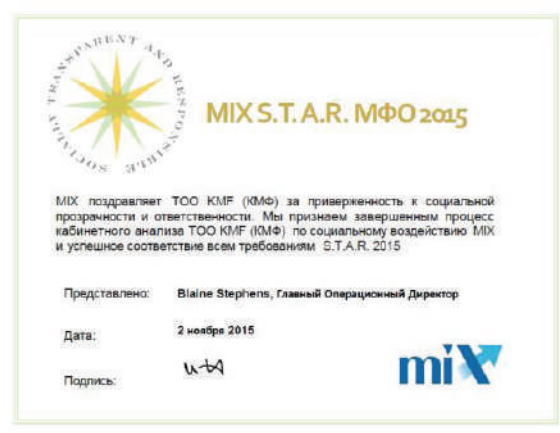 SOCIALLY TRANSPARENT AND RESPONSIBLE
MIX S.T.A.R. МФО 2015
MIX поздравляет ТОО KMF (КМФ) за приверженность к социальной
прозрачности и ответственности. Мы признаем завершенным процесс
кабинетного анализа ТОО KMF (КМФ) по социальному воздействию MIX
и успешное соответствие всем требованиям S.T.A.R. 2015
Представлено: Blaine Stephens, Главный Операционный Директор
Дата: 2 ноября 2015
Подпись:
miX